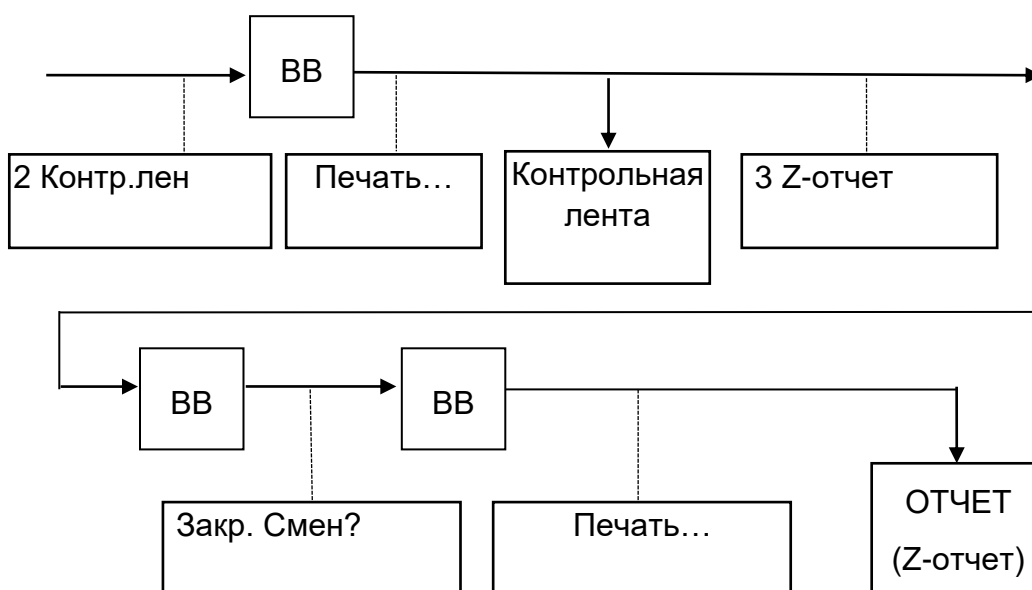 ВВ
2 Контр.лен
Печать…
Контрольная
лента
3 Z-отчет
ВВ
ВВ
Закр. Смен?
Печать…
ОТЧЕТ
(Z-отчет)